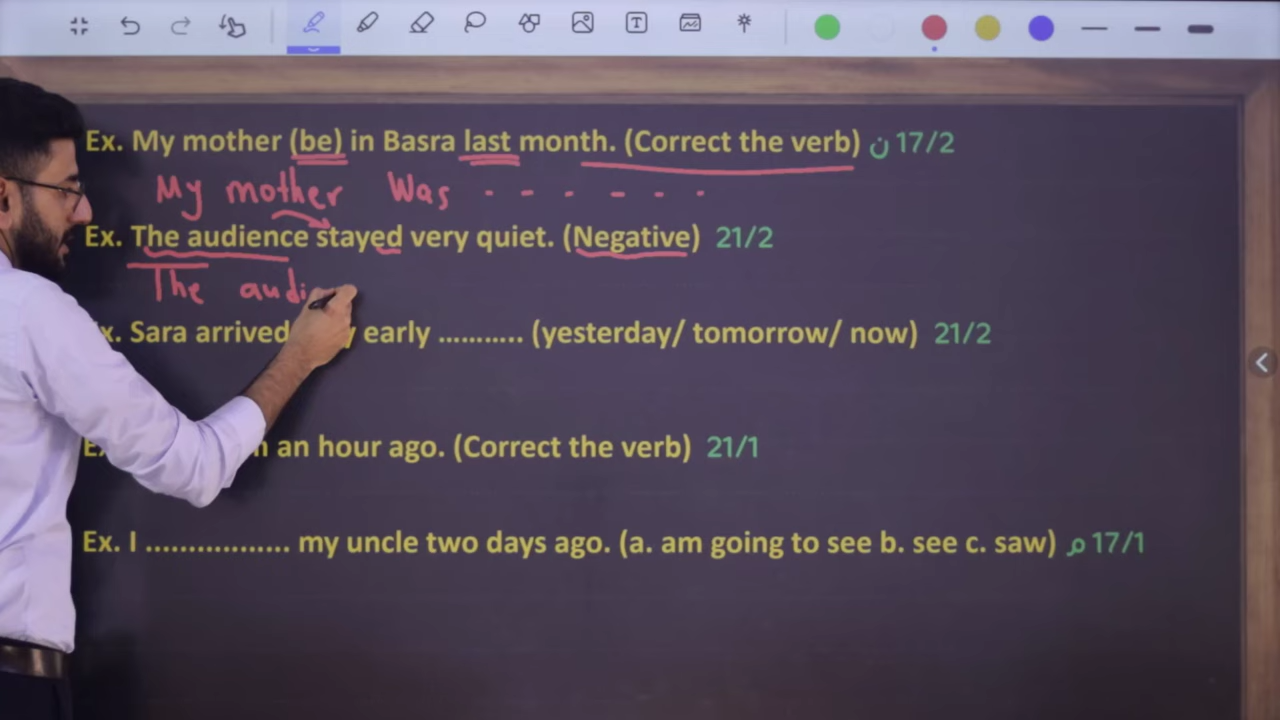 Ex. My mother (be) in Basra last month. (Correct the verb) ن 17/2
My mother Was - - - - - -
Ex. The audience stayed very quiet. (Negative) 21/2
The audi
Sara arrived early ........... (yesterday/ tomorrow/ now) 21/2
an hour ago. (Correct the verb) 21/1
Ex. I ................. my uncle two days ago. (a. am going to see b. see c. saw) م 17/1